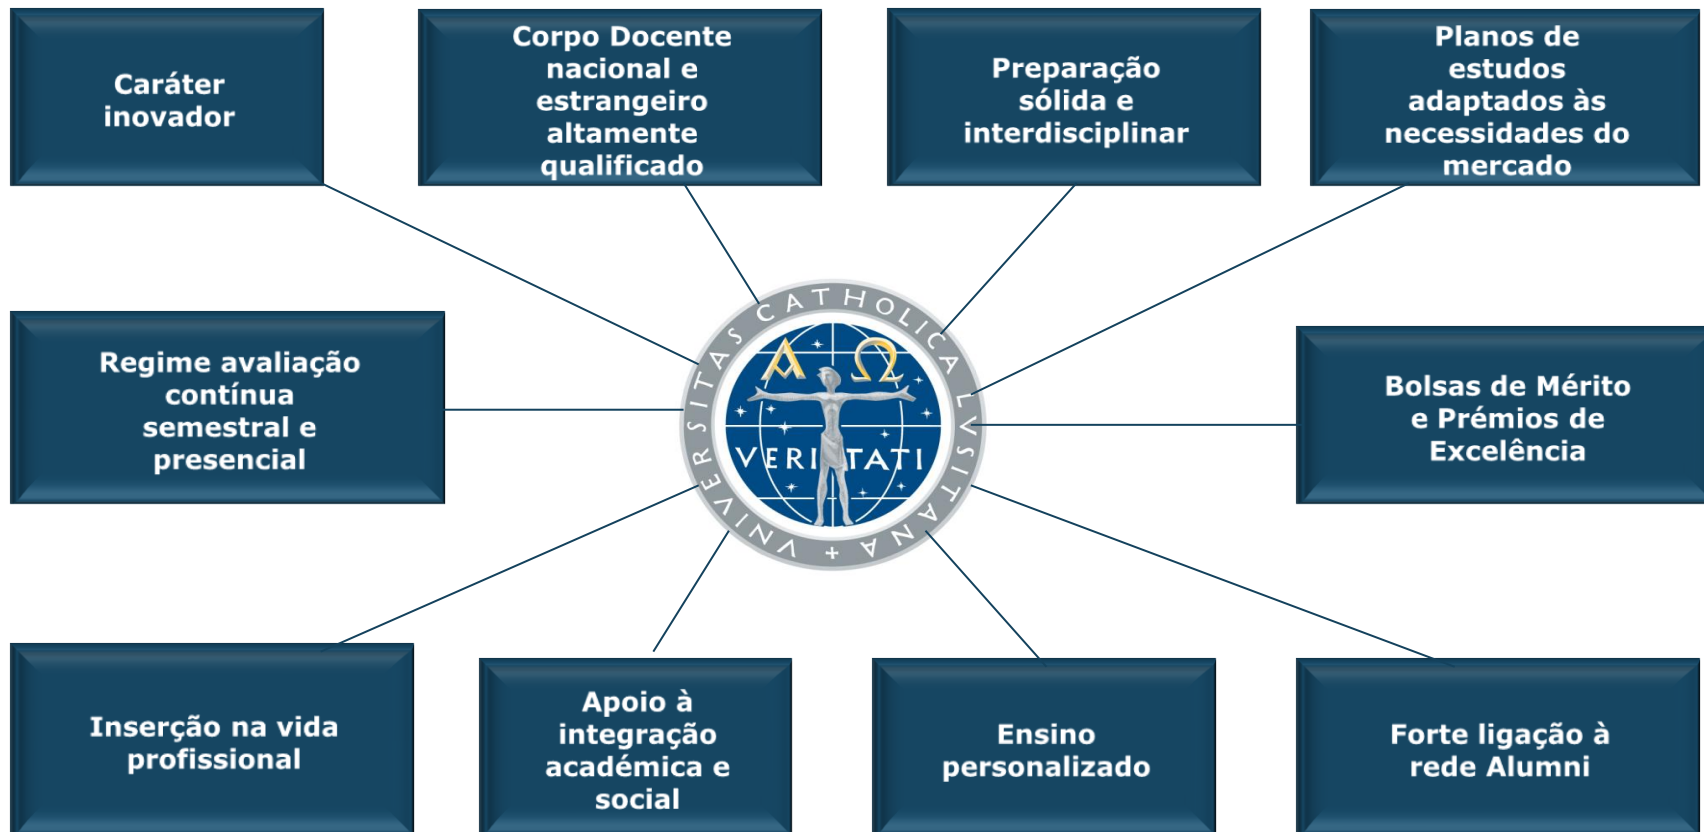 Caráter
inovador
Corpo Docente
nacional e
estrangeiro
altamente
qualificado
Preparação
sólida e
interdisciplinar
Planos de
estudos
adaptados às
necessidades do
mercado
Regime avaliação
contínua
semestral e
presencial
VNIVERSITAS CATHOLICA LVSITANA +
Α Ω
VERITATI
Bolsas de Mérito
e Prémios de
Excelência
Inserção na vida
profissional
Apoio à
integração
académica e
social
Ensino
personalizado
Forte ligação à
rede Alumni